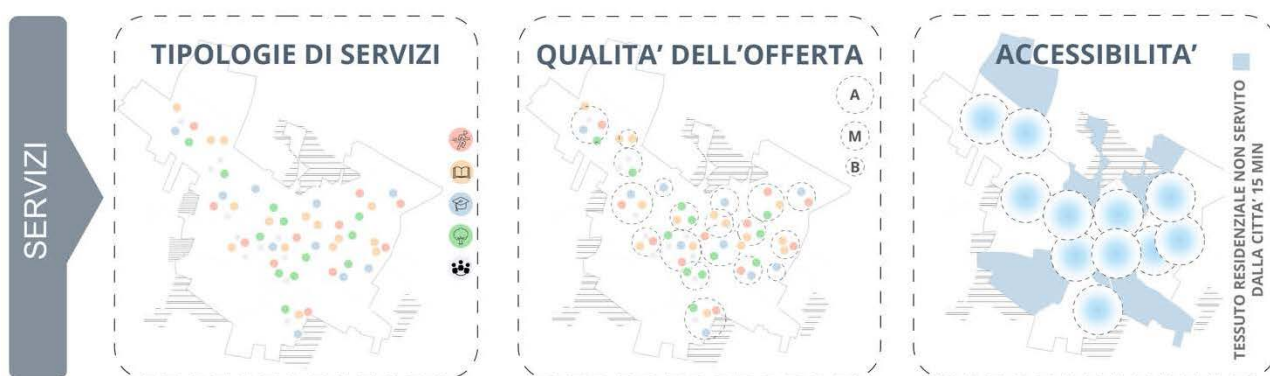 SERVIZI
TIPOLOGIE DI SERVIZI
QUALITA' DELL'OFFERTA
A
M
B
ACCESSIBILITA'
TESSUTO RESIDENZIALE NON SERVITO
DALLA CITTA' 15 MIN